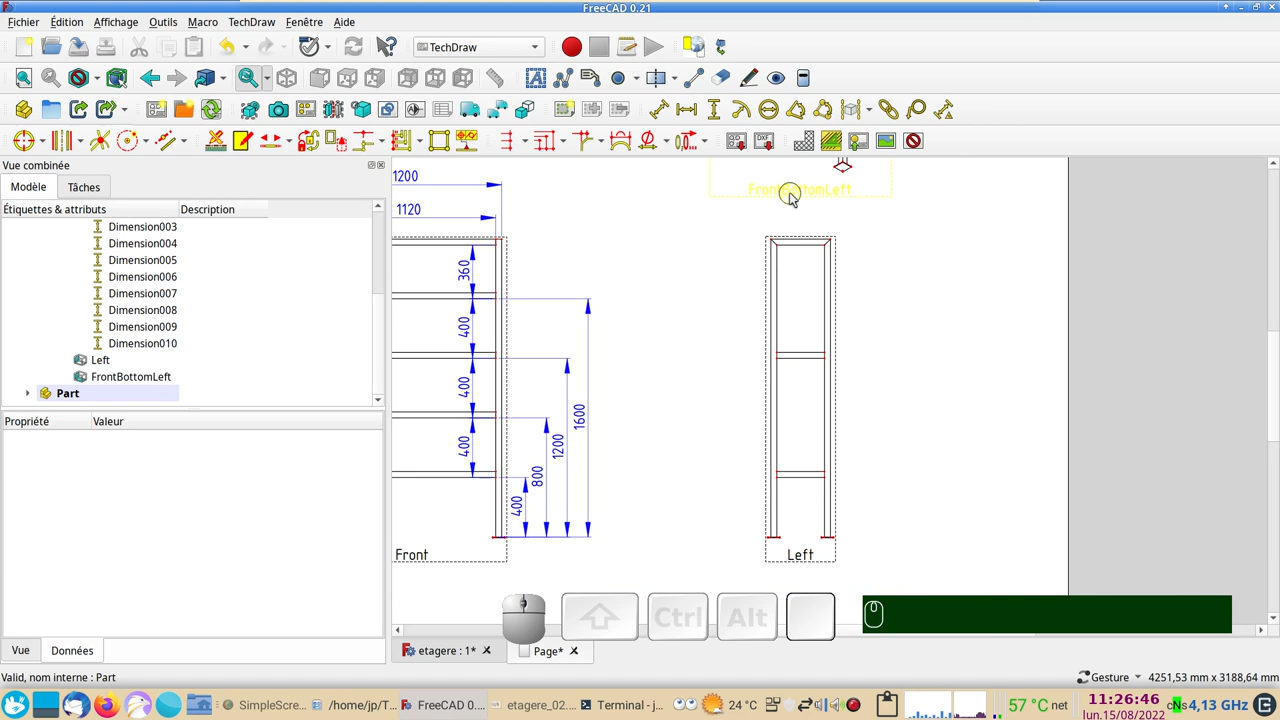 FreeCAD 0.21
Fichier Édition Affichage Outils Macro TechDraw Fenêtre Aide
TechDraw
Vue combinée
Modèle Tâches
Étiquettes & attributs Description
Dimension003
Dimension004
Dimension005
Dimension006
Dimension007
Dimension008
Dimension009
Dimension010
Left
FrontBottomLeft
Part
Propriété Valeur
Vue Données
1200
1120
360
400
400
400
400
800
1200
1600
Front
FrontBottomLeft
Left
Ctrl Alt
etagere : 1* Page*
Valid, nom interne : Part
Gesture 4251,53 mm x 3188,64 mm
SimpleScre... /home/jp/T... FreeCAD 0.... etagere_02.... Terminal - j... 24 °C 57 °C net 11:26:46 lun.15/08/2022 4,13 GHz